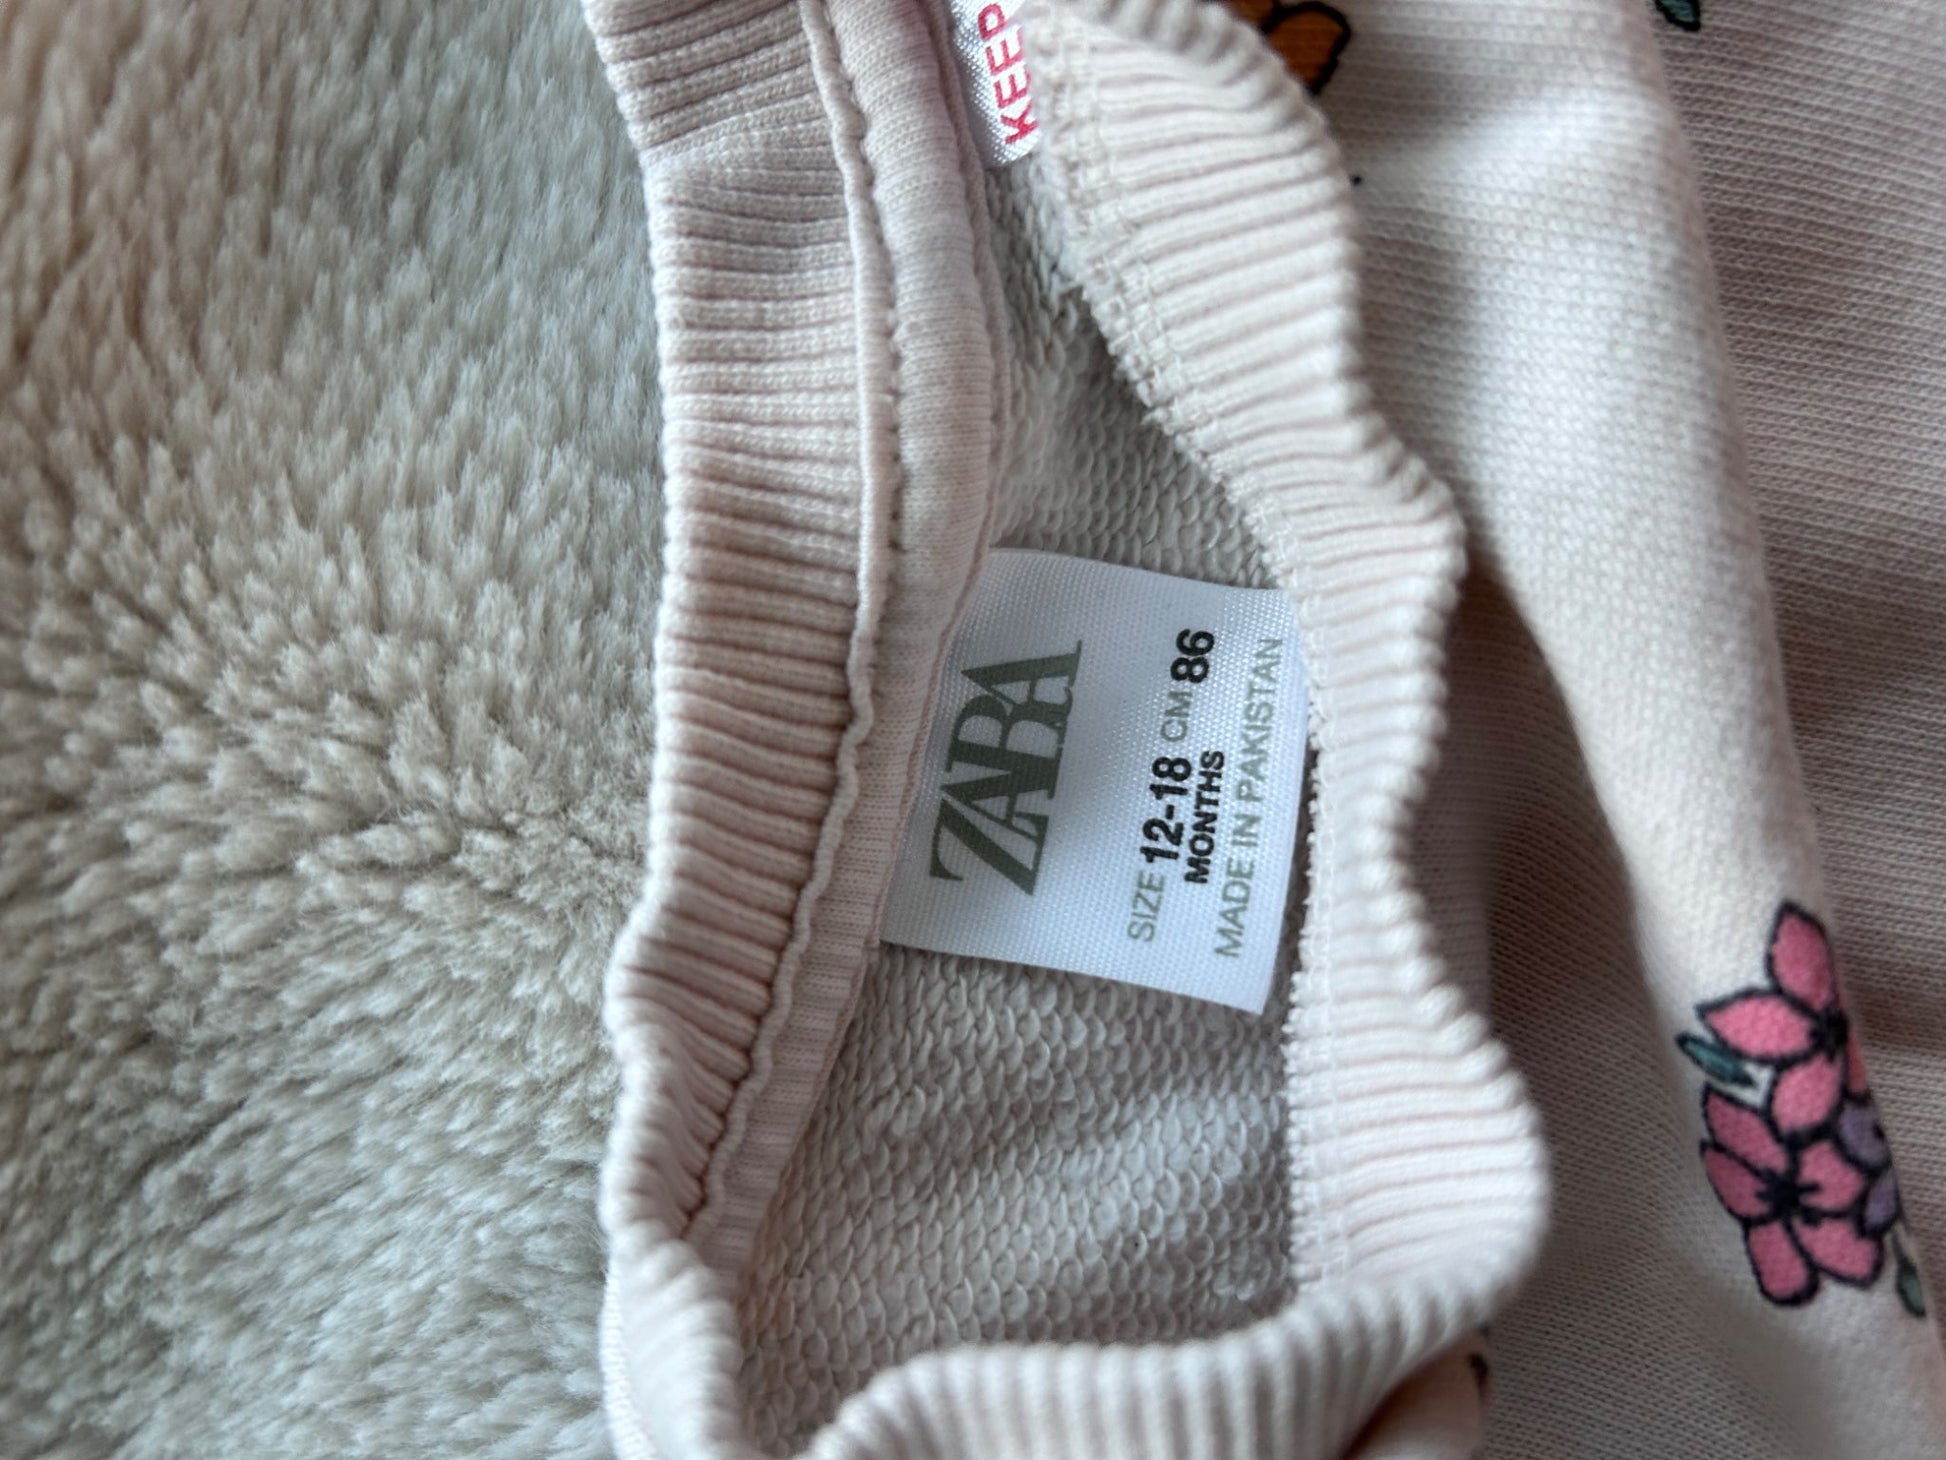 KEEP
ZARA
SIZE 12-18 CM 86
MONTHS
MADE IN PAKISTAN